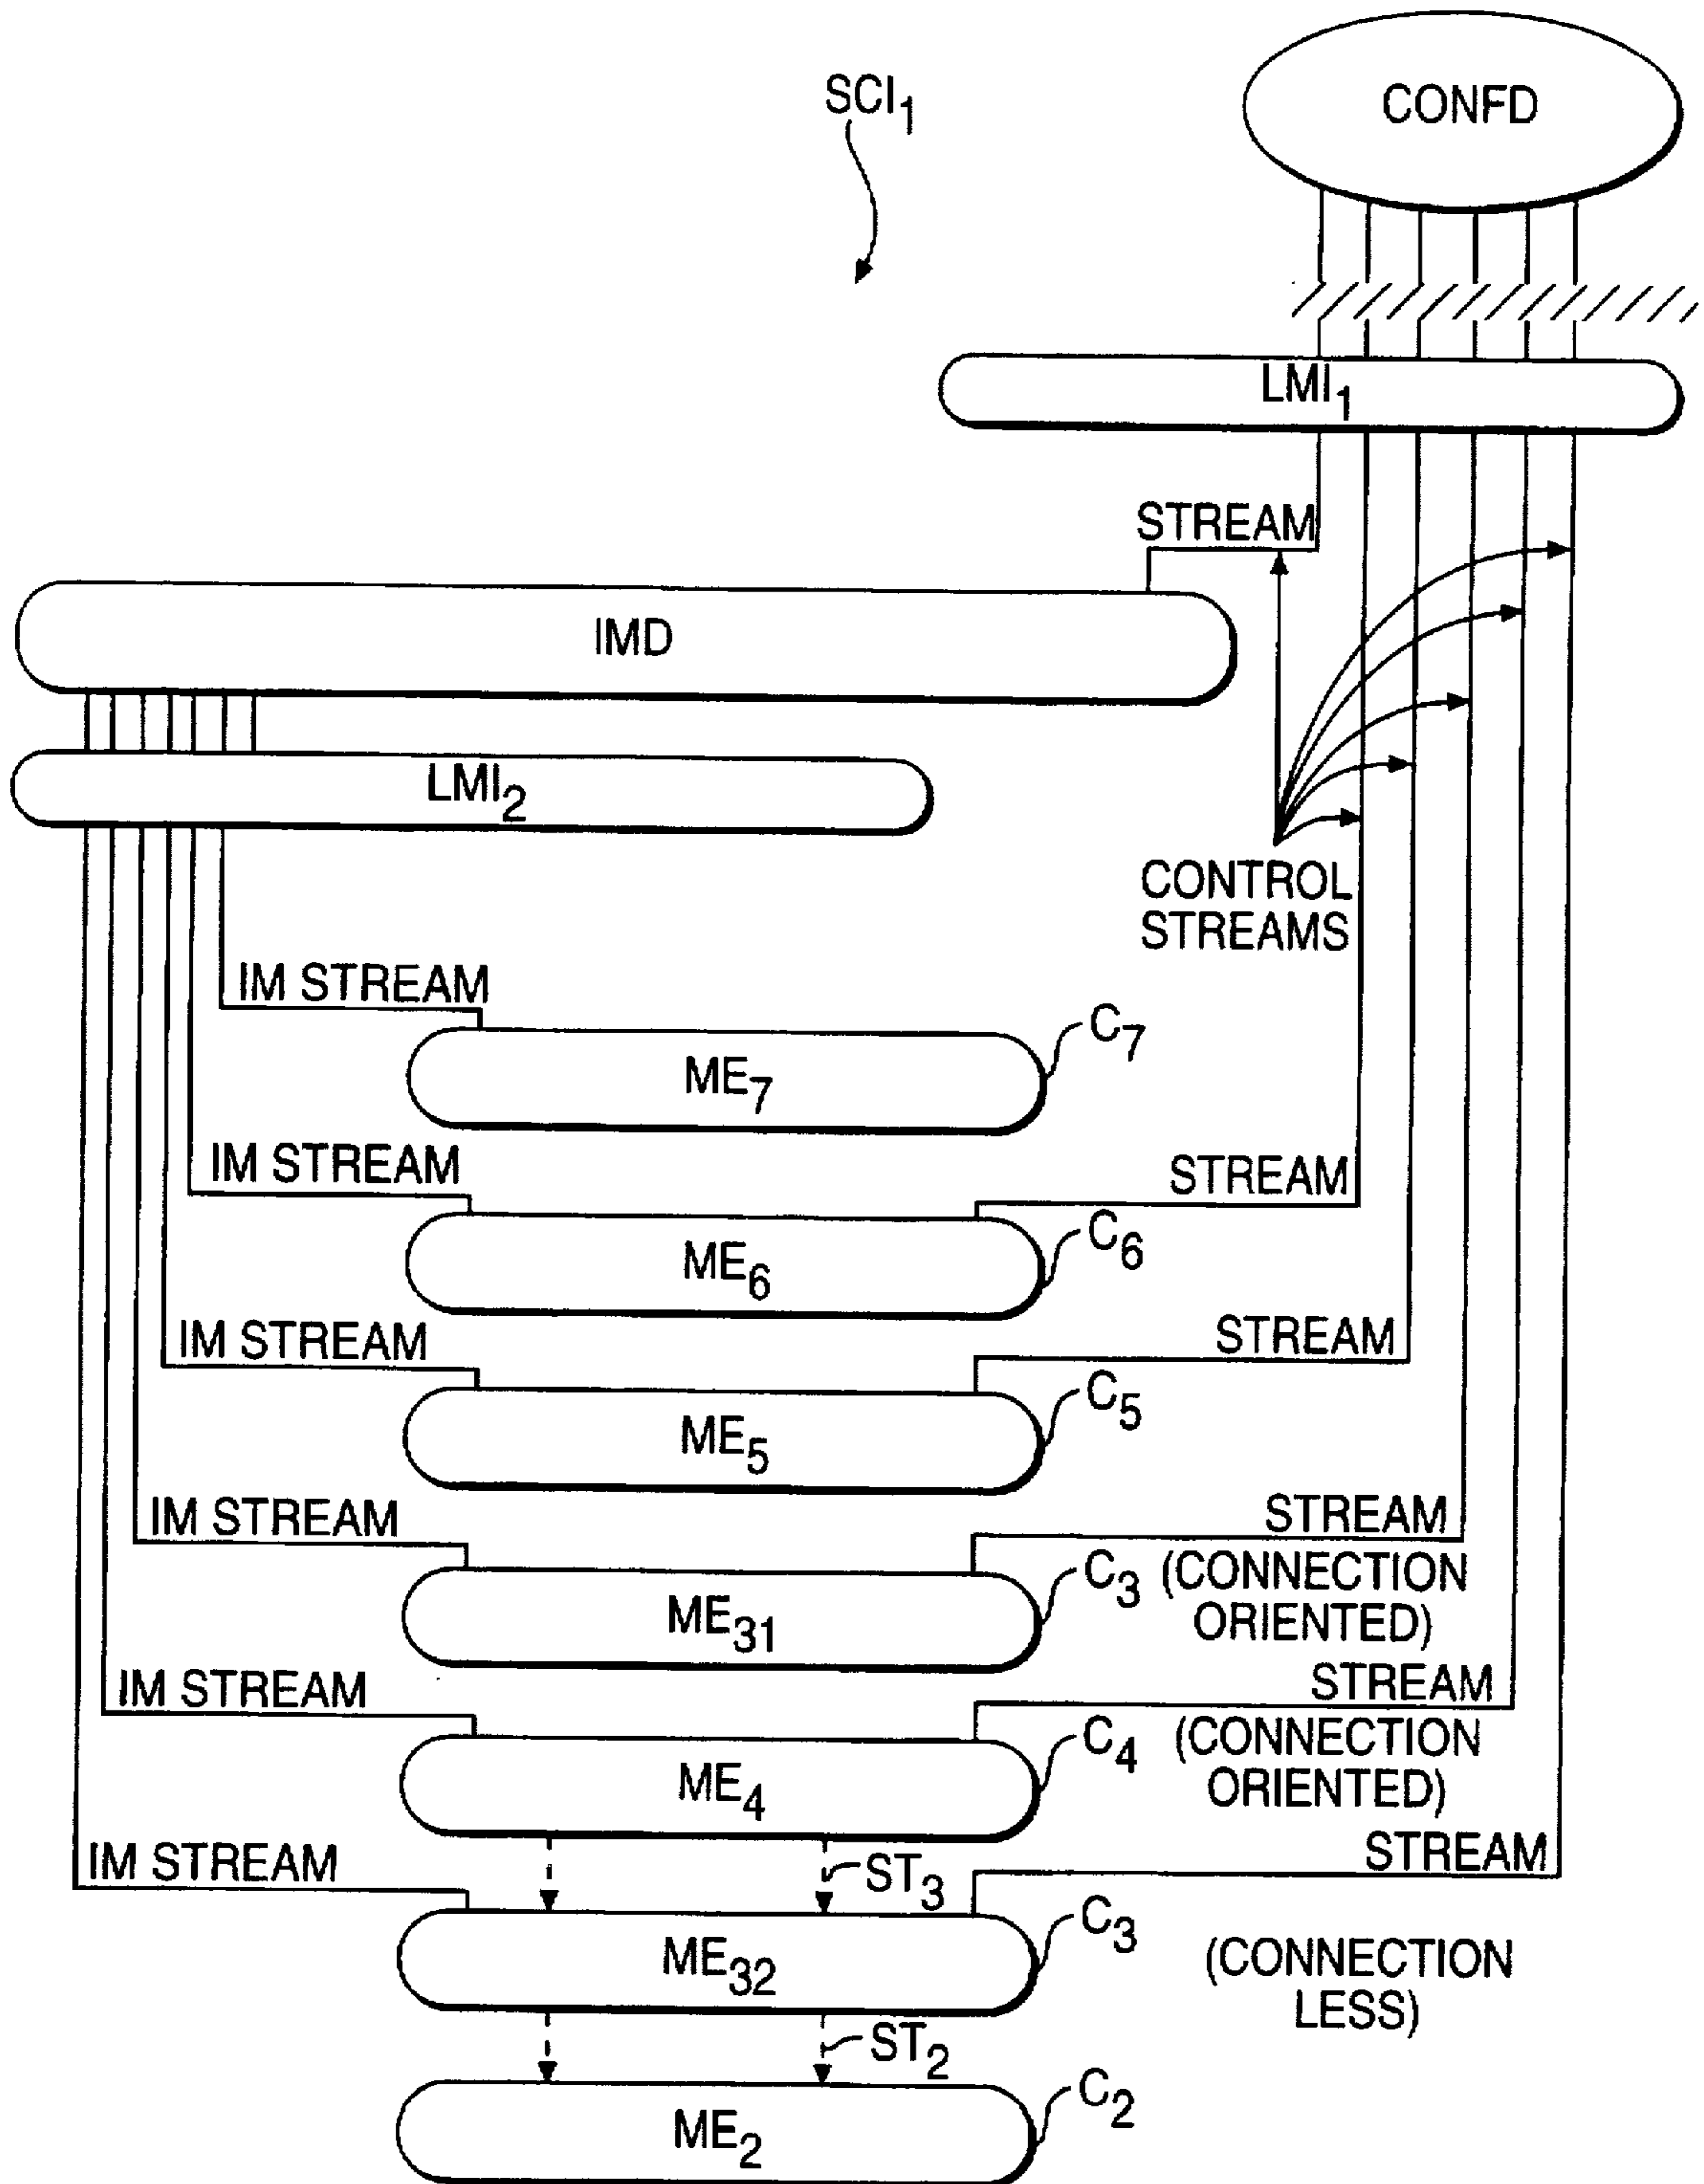 SCI1
CONFD
LMI1
STREAM
IMD
LMI2
CONTROL
STREAMS
IM STREAM
C7
ME7
IM STREAM
STREAM
C6
ME6
IM STREAM
STREAM
C5
ME5
IM STREAM
STREAM
C3 (CONNECTION
ORIENTED)
ME31
IM STREAM
STREAM
C4 (CONNECTION
ORIENTED)
ME4
IM STREAM
STREAM
ST3
C3
(CONNECTION
LESS)
ME32
ST2
C2
ME2